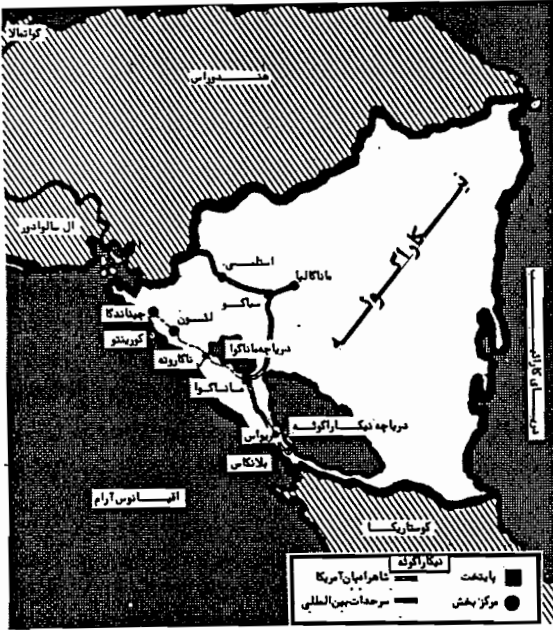 گواتمالا
هندوراس
ال سالوادور
نیکاراگوئه
استلی
ماتاگالپا
سباکو
چیناندگا
لئون
کورینتو
دریاچه ماناگوا
ناگاروته
ماناگوا
دریاچه نیکاراگوئه
ریواس
بلانکاس
دریای کارائیب
اقیانوس آرام
کوستاریکا
نیکاراگوئه
پایتخت
شاهراه پان آمریکا
مرکز بخش
سرحدات بین المللی